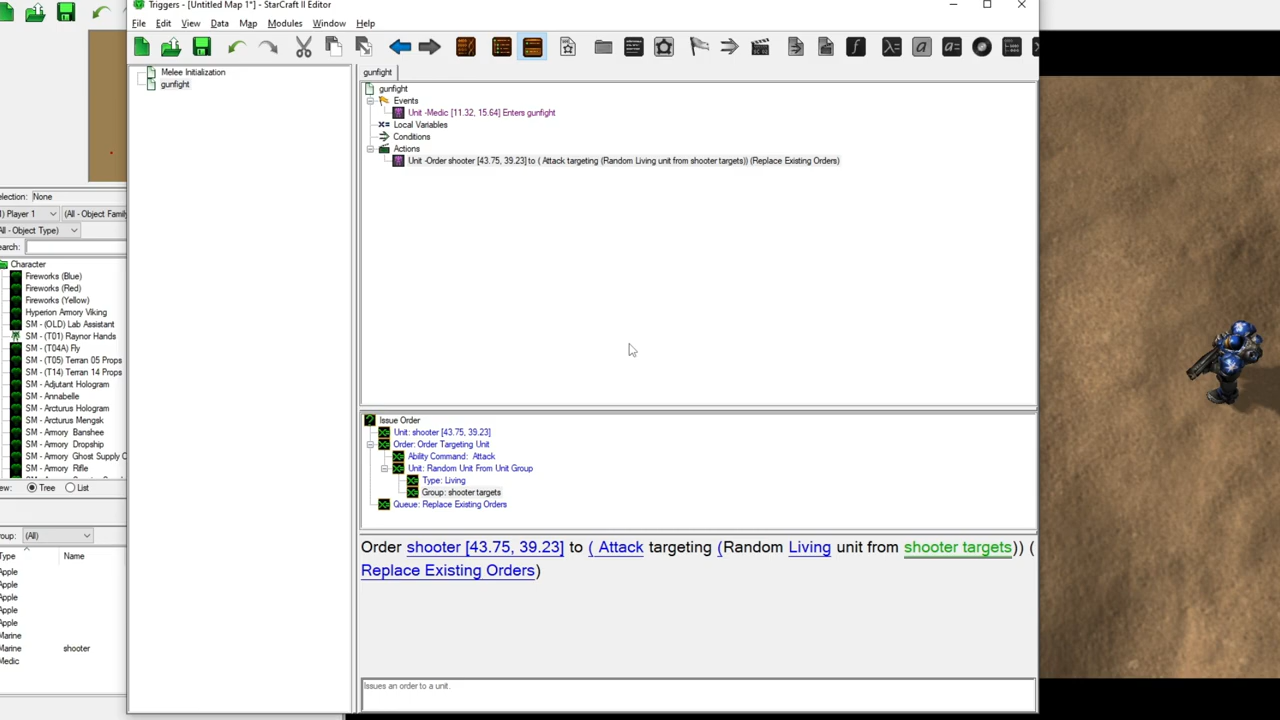 Triggers - [Untitled Map 1*] - StarCraft II Editor
File Edit View Data Map Modules Window Help
Melee Initialization
gunfight
gunfight
gunfight
Events
Unit -Medic [11.32, 15.64] Enters gunfight
Local Variables
Conditions
Actions
Unit -Order shooter [43.75, 39.23] to ( Attack targeting (Random Living unit from shooter targets)) (Replace Existing Orders)
election: None
) Player 1 (All - Object Family
All - Object Type)
earch:
Character
Fireworks (Blue)
Fireworks (Red)
Fireworks (Yellow)
Hyperion Armory Viking
SM - (OLD) Lab Assistant
SM - (T01) Raynor Hands
SM - (T04A) Fly
SM - (T05) Terran 05 Props
SM - (T14) Terran 14 Props
SM - Adjutant Hologram
SM - Annabelle
SM - Arcturus Hologram
SM - Arcturus Mengsk
SM - Armory Banshee
SM - Armory Dropship
SM - Armory Ghost Supply C
SM - Armory Rifle
ew: Tree List
roup: (All)
Type Name
Apple
Apple
Apple
Apple
Apple
Marine
Marine shooter
Medic
Issue Order
Unit: shooter [43.75, 39.23]
Order: Order Targeting Unit
Ability Command: Attack
Unit: Random Unit From Unit Group
Type: Living
Group: shooter targets
Queue: Replace Existing Orders
Order shooter [43.75, 39.23] to ( Attack targeting (Random Living unit from shooter targets)) (
Replace Existing Orders)
Issues an order to a unit.